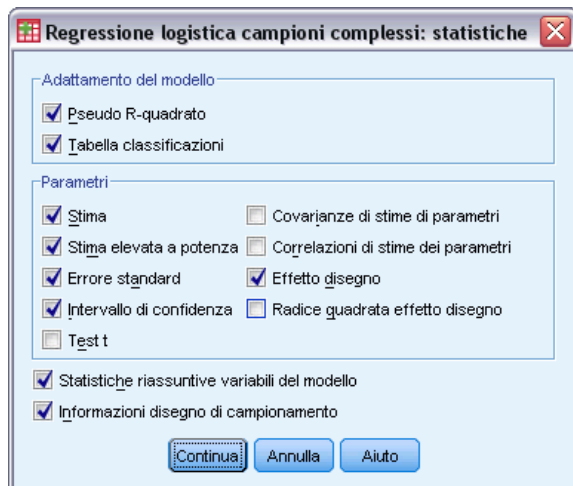 Regressione logistica campioni complessi: statistiche
Adattamento del modello
Pseudo R-quadrato
Tabella classificazioni
Parametri
Stima
Covarianze di stime di parametri
Stima elevata a potenza
Correlazioni di stime dei parametri
Errore standard
Effetto disegno
Intervallo di confidenza
Radice quadrata effetto disegno
Test t
Statistiche riassuntive variabili del modello
Informazioni disegno di campionamento
Continua
Annulla
Aiuto